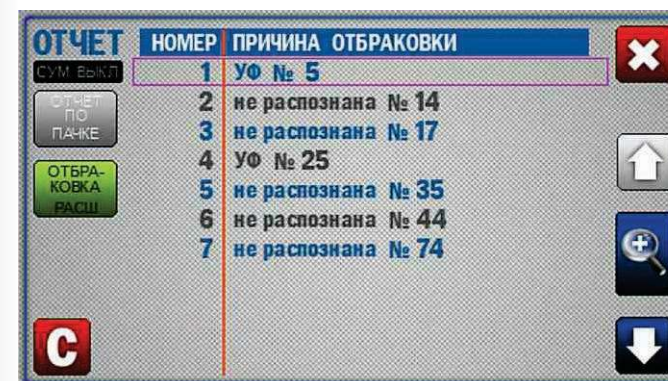 ОТЧЕТ
СУМ. ВЫКЛ
ОТЧЕТ
ПО
ПАЧКЕ
ОТБРА-
КОВКА
РАСШ
НОМЕР ПРИЧИНА ОТБРАКОВКИ
1 УФ № 5
2 не распознана № 14
3 не распознана № 17
4 УФ № 25
5 не распознана № 35
6 не распознана № 44
7 не распознана № 74
С